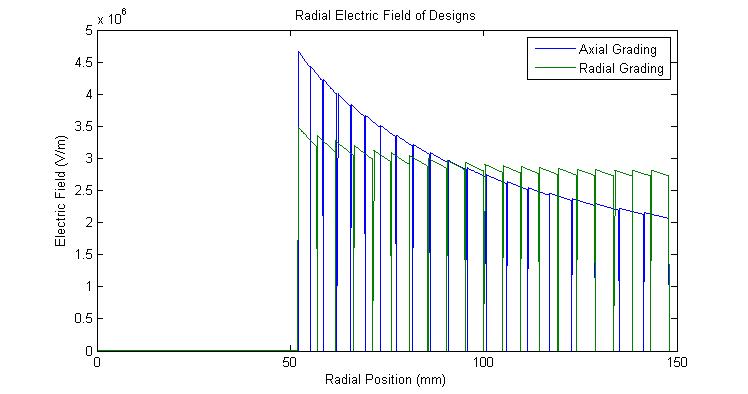 Radial Electric Field of Designs
x 10^6
5
4.5
4
3.5
3
2.5
2
1.5
1
0.5
0
Electric Field (V/m)
Axial Grading
Radial Grading
0 50 100 150
Radial Position (mm)